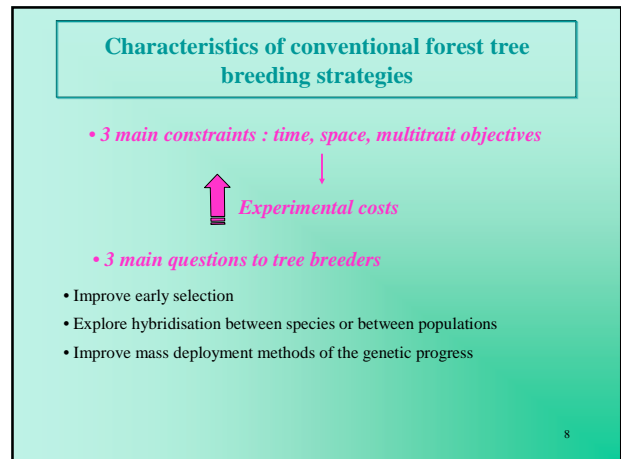 Characteristics of conventional forest tree
breeding strategies
• 3 main constraints : time, space, multitrait objectives
Experimental costs
• 3 main questions to tree breeders
• Improve early selection
• Explore hybridisation between species or between populations
• Improve mass deployment methods of the genetic progress
8